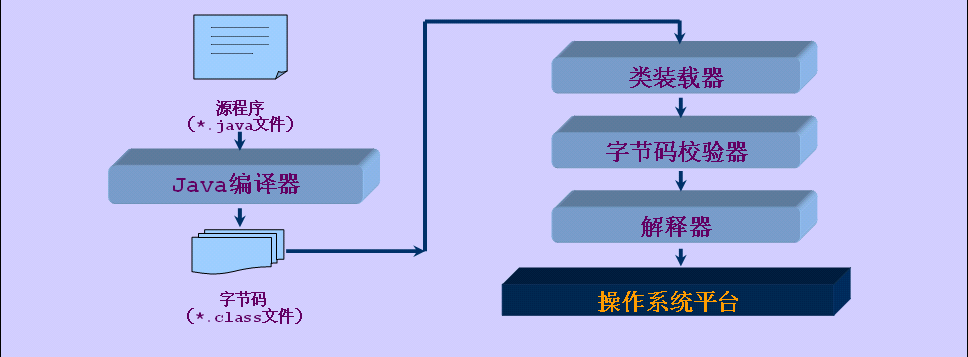 源程序
(*.java文件)
Java编译器
字节码
(*.class文件)
类装载器
字节码校验器
解释器
操作系统平台